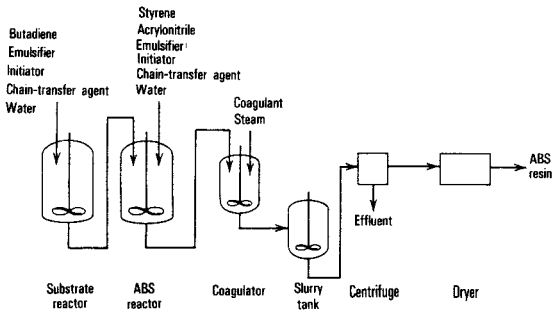 Styrene
Acrylonitrile
Emulsifier
Initiator
Chain-transfer agent
Water
Butadiene
Emulsifier
Initiator
Chain-transfer agent
Water
Coagulant
Steam
ABS
resin
Effluent
Substrate
reactor
ABS
reactor
Coagulator
Slurry
tank
Centrifuge
Dryer